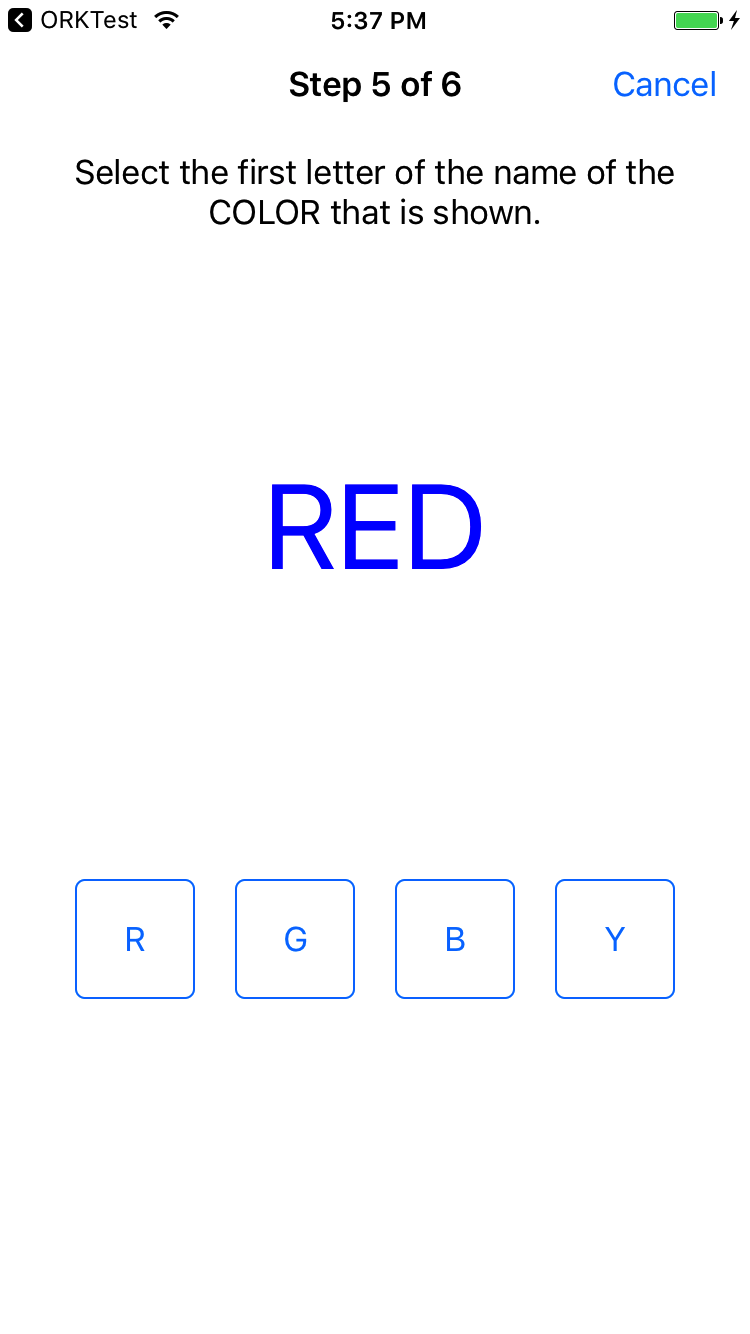 ORKTest 5:37 PM
Step 5 of 6 Cancel
Select the first letter of the name of the
COLOR that is shown.
RED
R G B Y